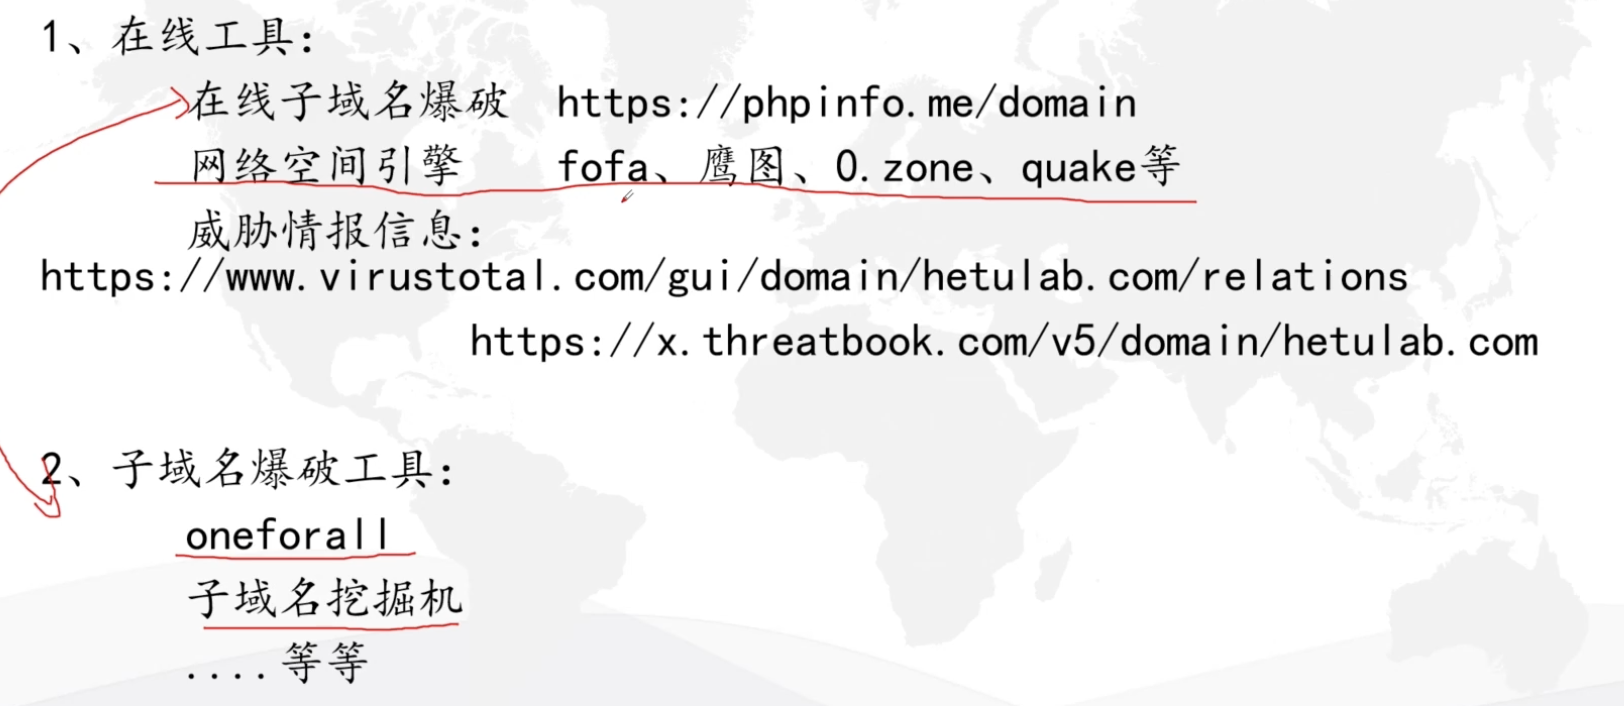 1、在线工具：
在线子域名爆破 https://phpinfo.me/domain
网络空间引擎 fofa、鹰图、0.zone、quake等
威胁情报信息：
https://www.virustotal.com/gui/domain/hetulab.com/relations
https://x.threatbook.com/v5/domain/hetulab.com
2、子域名爆破工具：
oneforall
子域名挖掘机
....等等